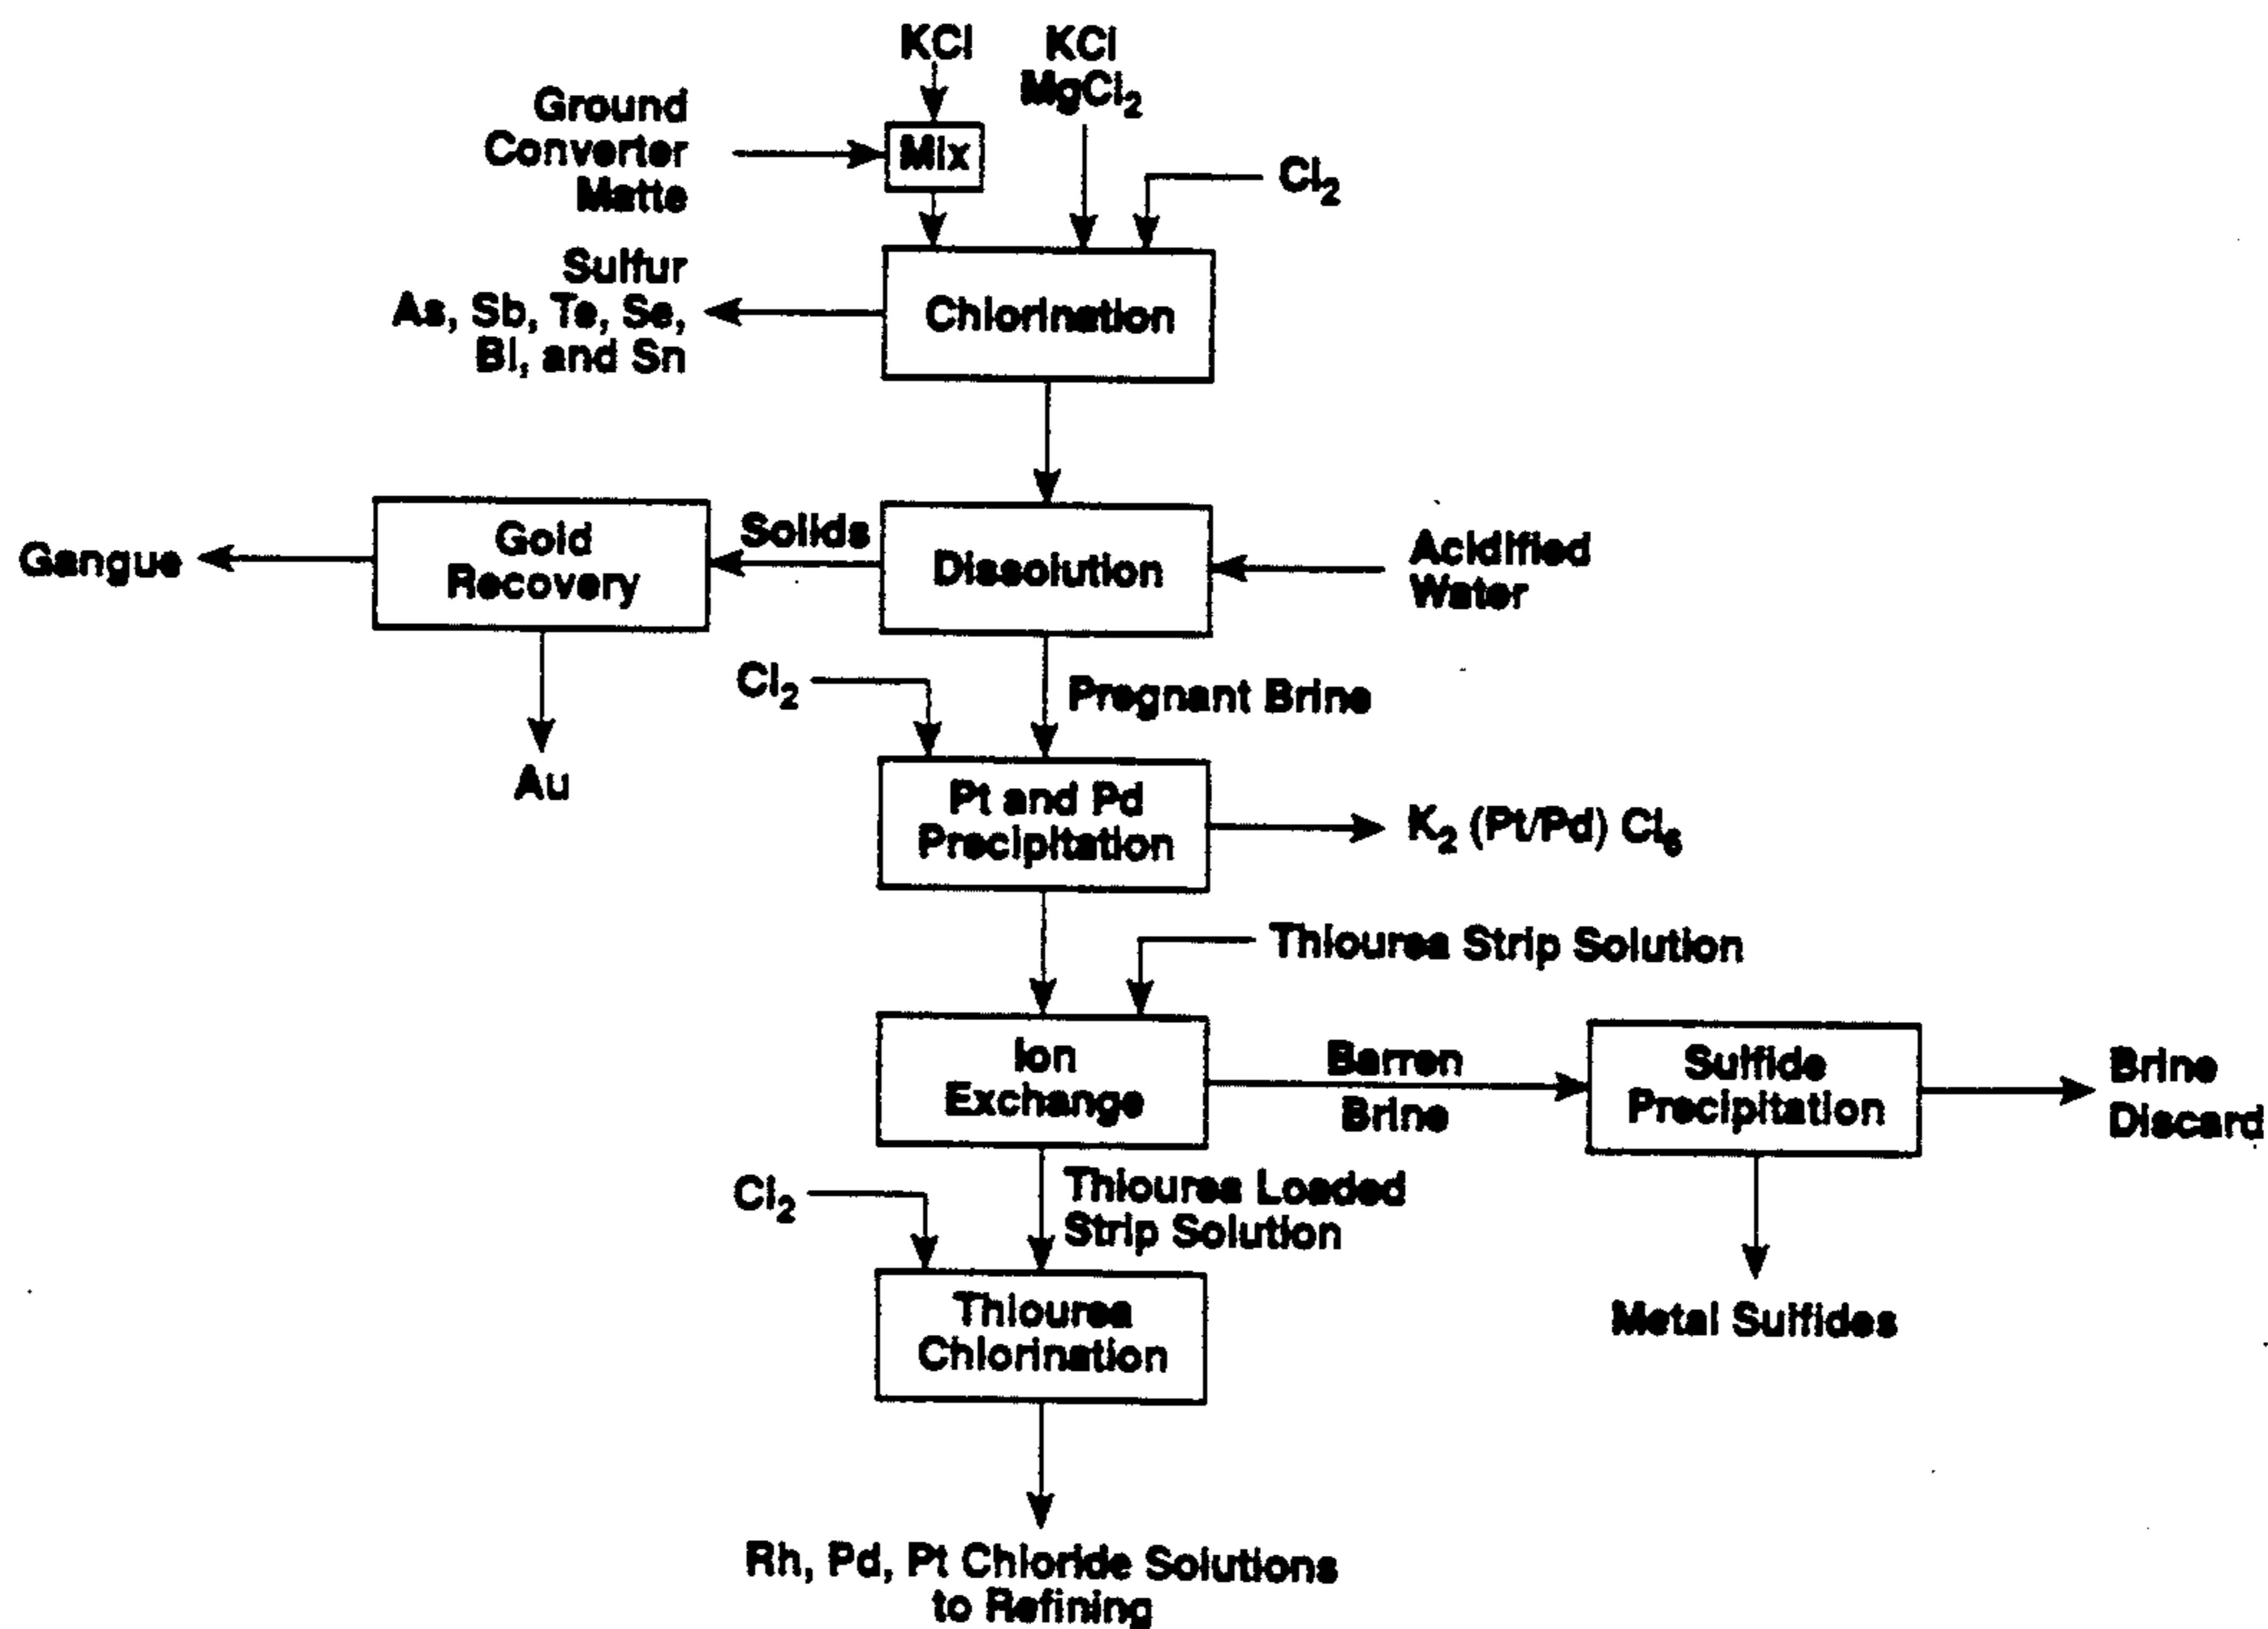 KCl
KCl
MgCl₂
Ground
Converter
Matte
Mix
Cl₂
Sulfur
As, Sb, Te, Se,
Bi, and Sn
Chlorination
Gangue
Gold
Recovery
Solids
Dissolution
Acidified
Water
Cl₂
Pregnant Brine
Au
Pt and Pd
Precipitation
K₂ (Pt/Pd) Cl₆
Thiourea Strip Solution
Ion
Exchange
Barren
Brine
Sulfide
Precipitation
Brine
Discard
Cl₂
Thiourea Loaded
Strip Solution
Thiourea
Chlorination
Metal Sulfides
Rh, Pd, Pt Chloride Solutions
to Refining